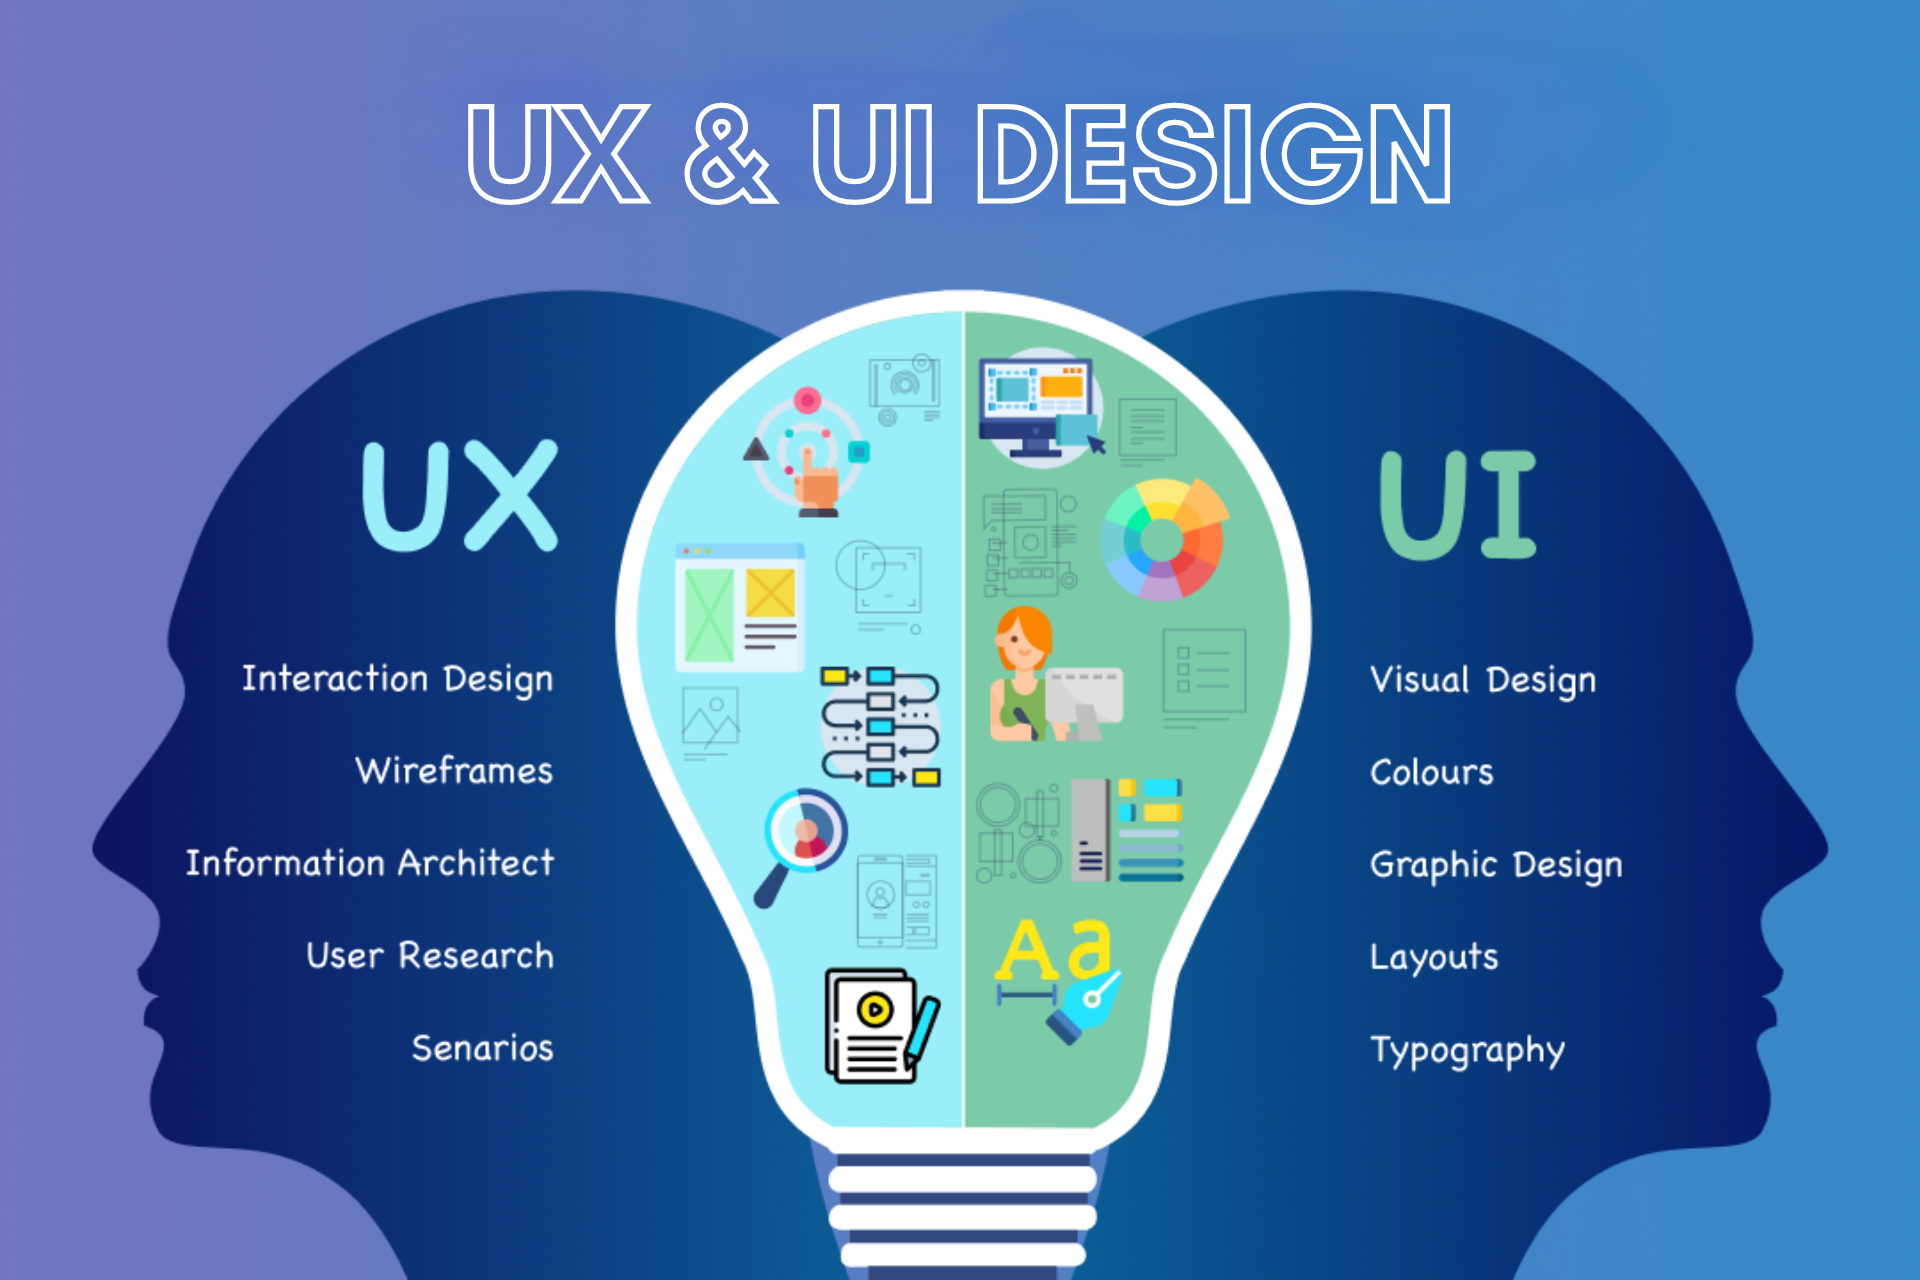 UX & UI DESIGN
UX
Interaction Design
Wireframes
Information Architect
User Research
Senarios
Aa
UI
Visual Design
Colours
Graphic Design
Layouts
Typography